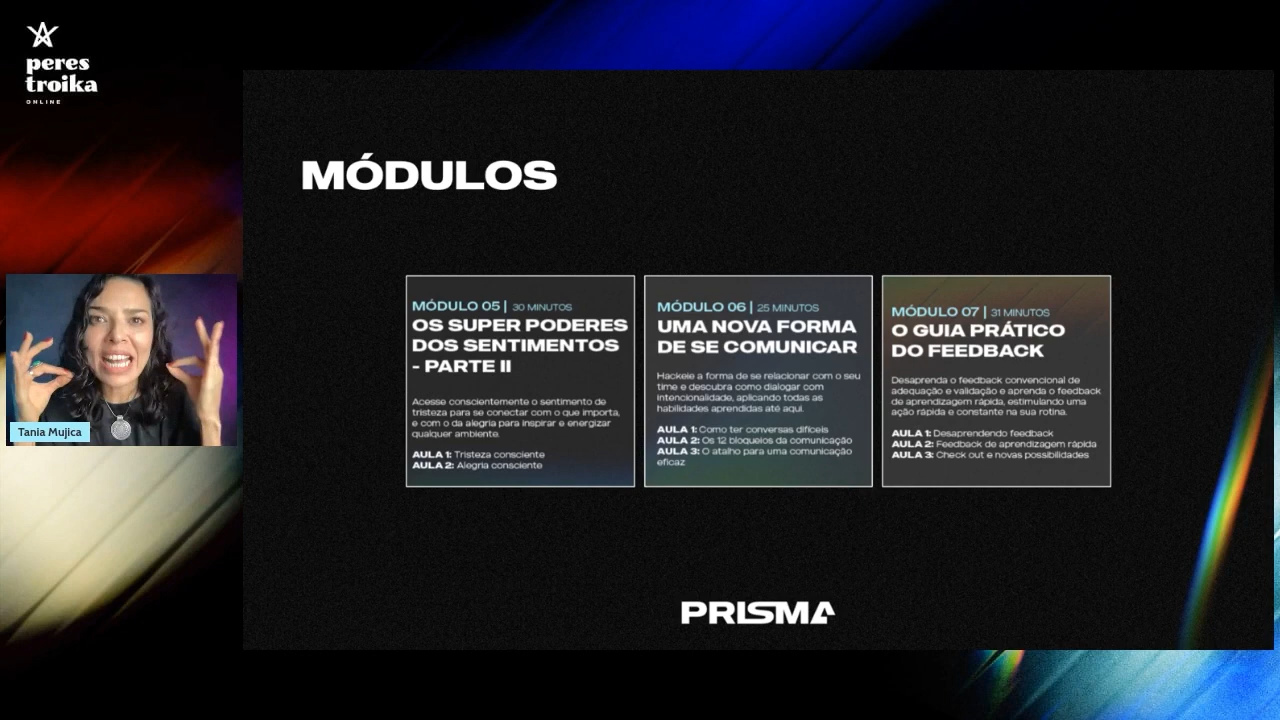 peres
troika
ONLINE
MÓDULOS
MÓDULO 05 | 30 MINUTOS
OS SUPER PODERES
DOS SENTIMENTOS
- PARTE II
Acesse conscientemente o sentimento de
tristeza para se conectar com o que importa,
e com o da alegria para inspirar e energizar
qualquer ambiente.
AULA 1: Tristeza consciente
AULA 2: Alegria consciente
MÓDULO 06 | 25 MINUTOS
UMA NOVA FORMA
DE SE COMUNICAR
Hackeie a forma de se relacionar com o seu
time e descubra como dialogar com
intencionalidade, aplicando todas as
habilidades aprendidas até aqui.
AULA 1: Como ter conversas difíceis
AULA 2: Os 12 bloqueios da comunicação
AULA 3: O atalho para uma comunicação
eficaz
MÓDULO 07 | 31 MINUTOS
O GUIA PRÁTICO
DO FEEDBACK
Desaprenda o feedback convencional de
adequação e validação e aprenda o feedback
de aprendizagem rápida, estimulando uma
ação rápida e constante na sua rotina.
AULA 1: Desaprendendo feedback
AULA 2: Feedback de aprendizagem rápida
AULA 3: Check out e novas possibilidades
Tania Mujica
PRISMA